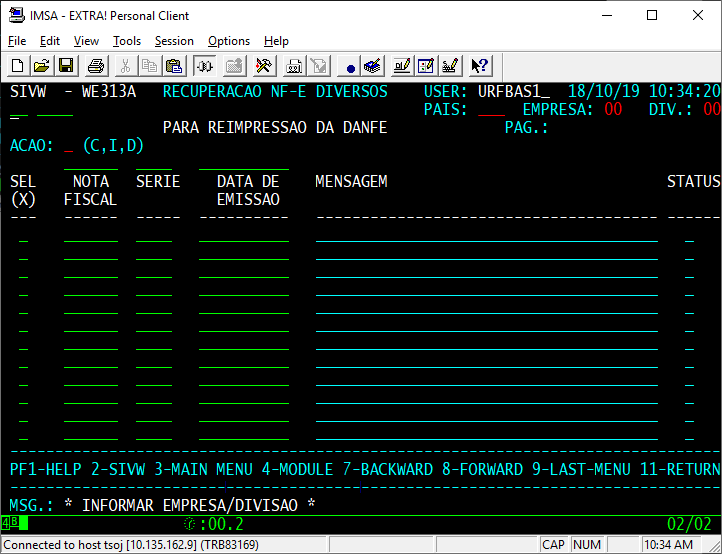 IMSA - EXTRA! Personal Client
File Edit View Tools Session Options Help
SIVW - WE313A RECUPERACAO NF-E DIVERSOS USER: URFBAS1_ 18/10/19 10:34:20
__ ____ PAIS: ___ EMPRESA: 00 DIV.: 00
PARA REIMPRESSAO DA DANFE PAG.:
ACAO: _ (C,I,D)
SEL NOTA SERIE DATA DE MENSAGEM STATUS
(X) FISCAL EMISSAO
PF1-HELP 2-SIVW 3-MAIN MENU 4-MODULE 7-BACKWARD 8-FORWARD 9-LAST-MENU 11-RETURN
MSG.: * INFORMAR EMPRESA/DIVISAO *
4B :00.2 02/02
Connected to host tsoj [10.135.162.9] (TRB83169) CAP NUM 10:34 AM